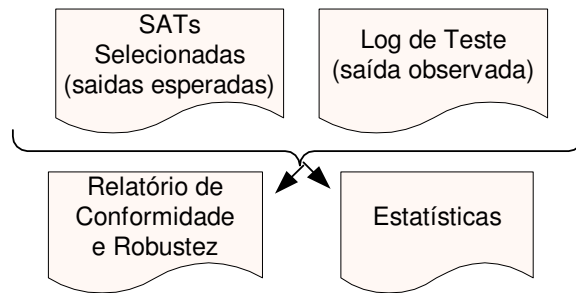 SATs
Selecionadas
(saidas esperadas)
Log de Teste
(saída observada)
Relatório de
Conformidade
e Robustez
Estatísticas